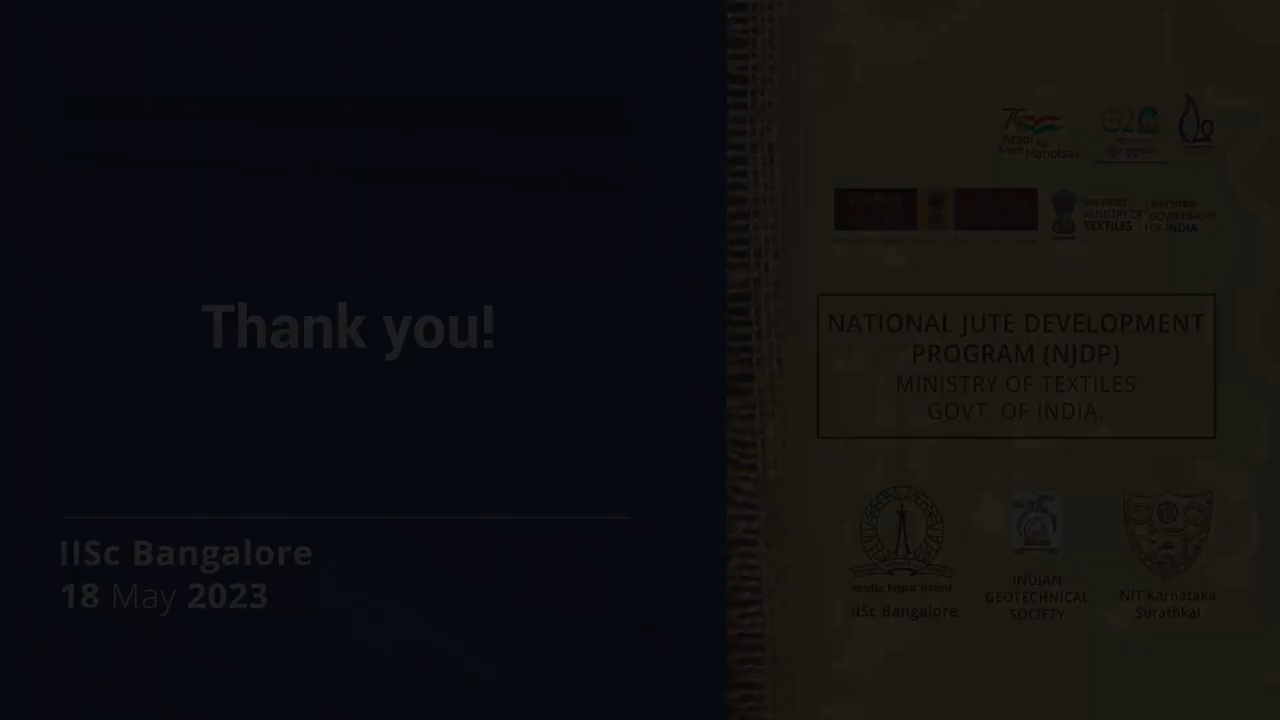 Thank you!
IISc Bangalore
18 May 2023
Azadi Ka
Amrit Mahotsav
G20
MINISTRY OF TEXTILES
GOVERNMENT OF INDIA
NATIONAL JUTE DEVELOPMENT
PROGRAM (NJDP)
MINISTRY OF TEXTILES
GOVT. OF INDIA.
IISc Bangalore
INDIAN
GEOTECHNICAL
SOCIETY
NIT Karnataka
Surathkal